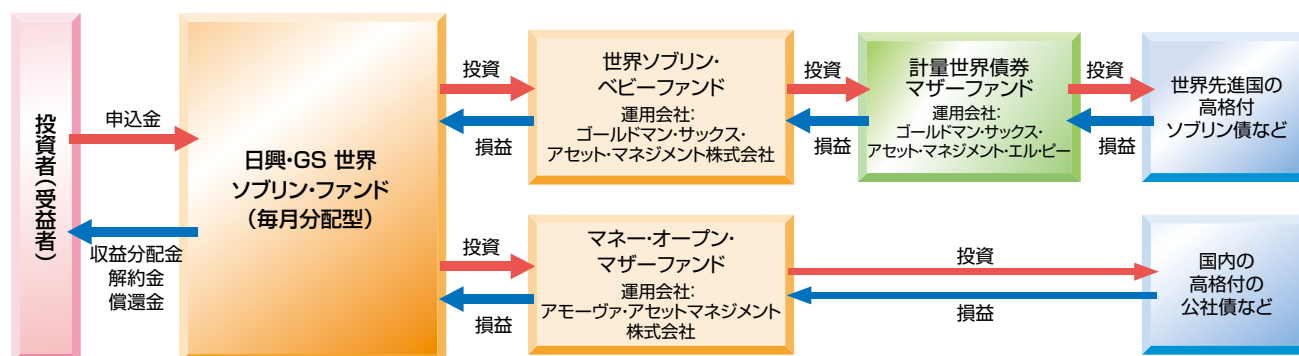 投資者(受益者)
申込金
収益分配金
解約金
償還金
日興・GS 世界
ソブリン・ファンド
(毎月分配型)
投資
損益
世界ソブリン・
ベビーファンド
運用会社:
ゴールドマン・サックス・
アセット・マネジメント株式会社
投資
損益
計量世界債券
マザーファンド
運用会社:
ゴールドマン・サックス・
アセット・マネジメント・エル・ピー
投資
損益
世界先進国の
高格付
ソブリン債など
投資
損益
マネー・オープン・
マザーファンド
運用会社:
アモーヴァ・アセットマネジメント
株式会社
投資
損益
国内の
高格付の
公社債など